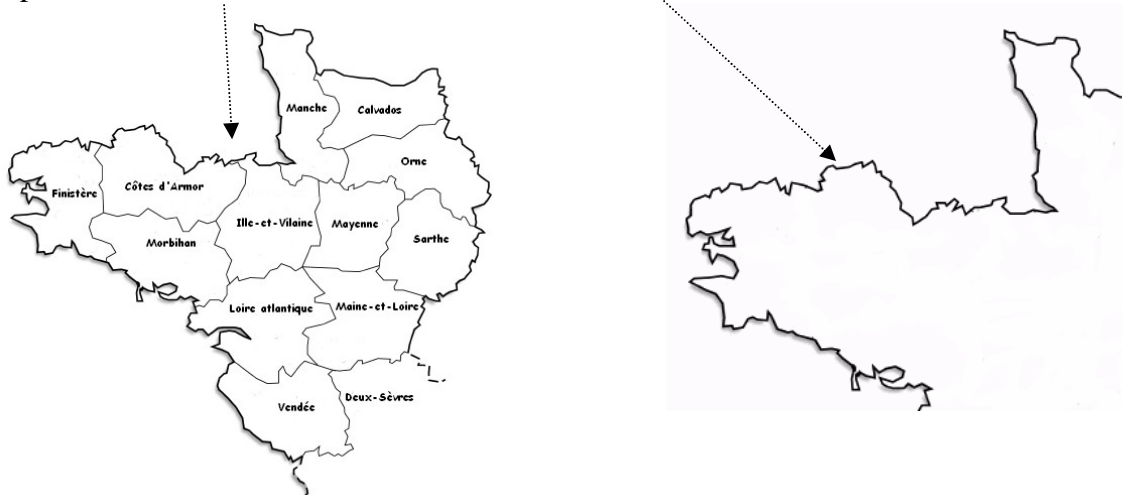 Manche
Calvados
Orne
Finistère
Côtes d'Armor
Ille-et-Vilaine
Mayenne
Morbihan
Sarthe
Loire atlantique
Maine-et-Loire
Deux-Sèvres
Vendée